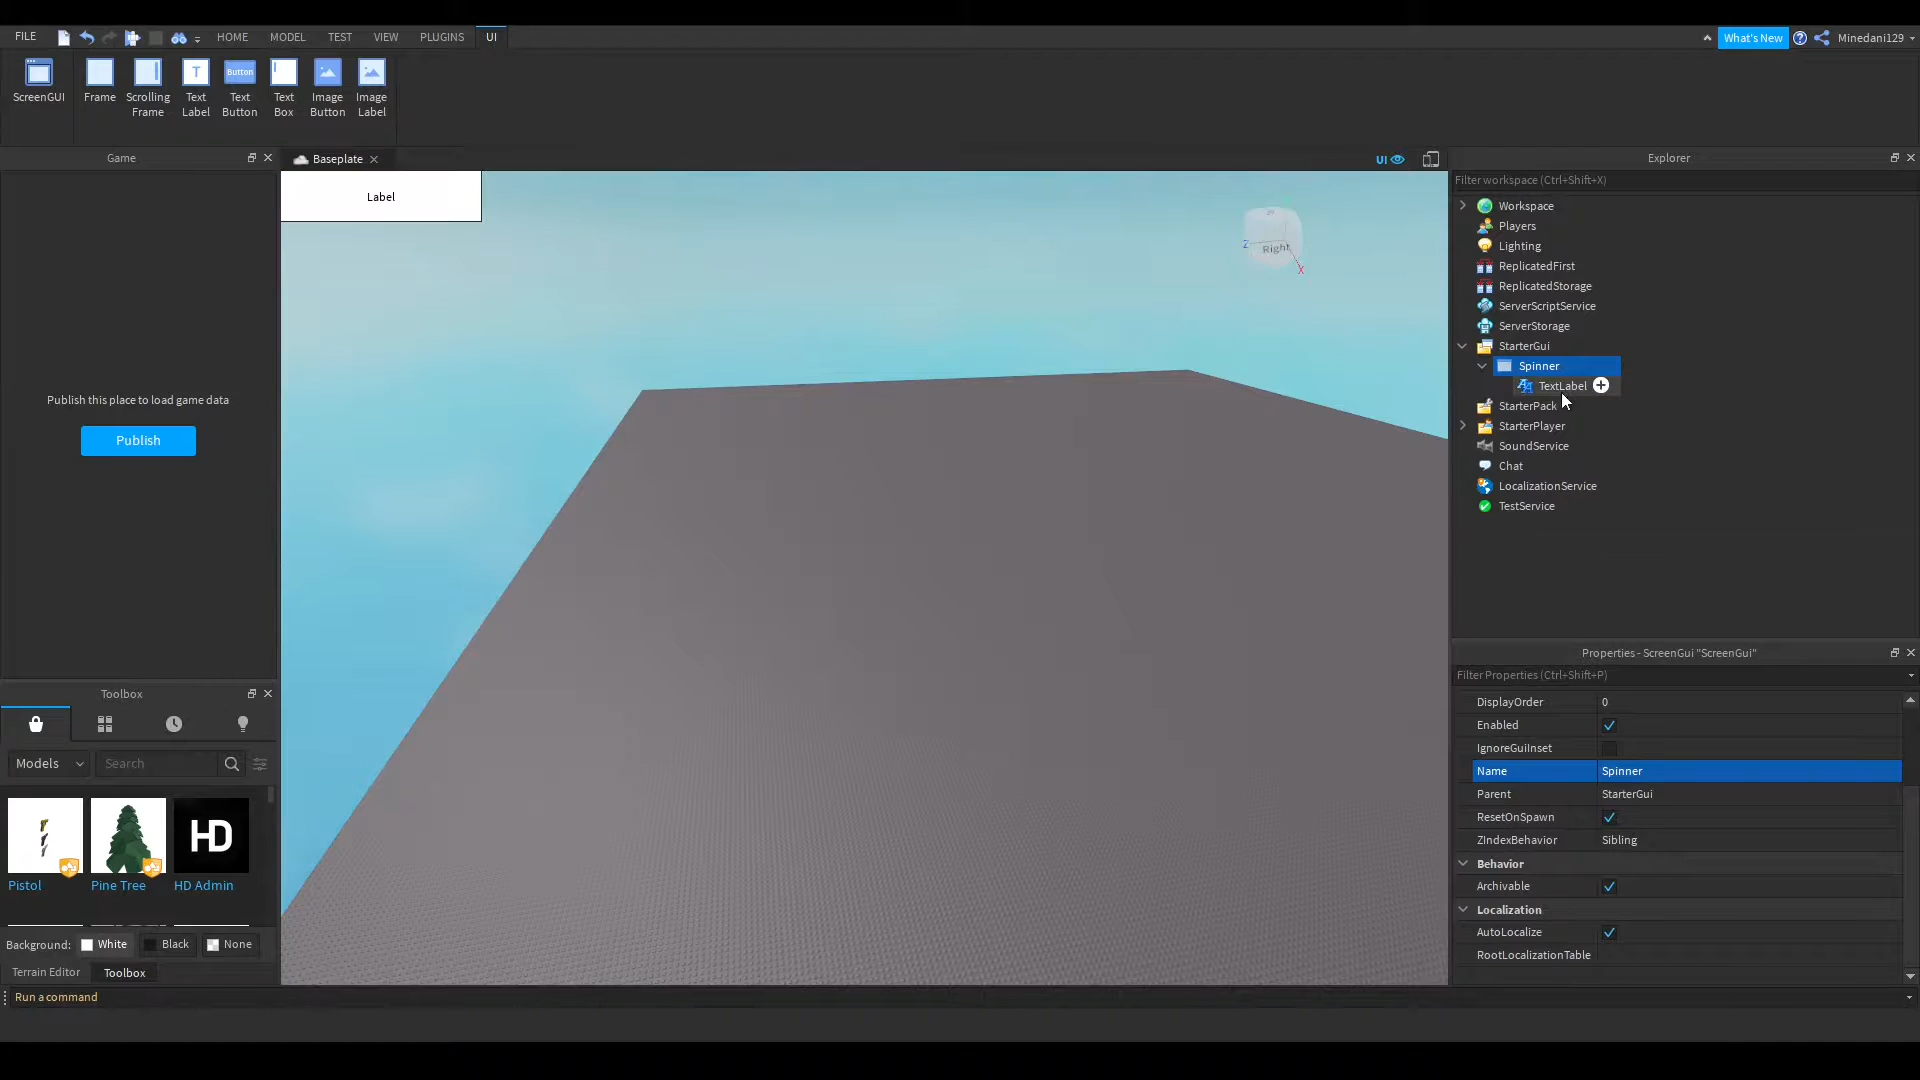 FILE
HOME
MODEL
TEST
VIEW
PLUGINS
UI
What's New
Minedani129
ScreenGUI
Frame
Scrolling
Frame
Text
Label
Button
Text
Button
Text
Box
Image
Button
Image
Label
Game
Baseplate
UI
Explorer
Label
Right
Z
X
Publish this place to load game data
Publish
Filter workspace (Ctrl+Shift+X)
Workspace
Players
Lighting
ReplicatedFirst
ReplicatedStorage
ServerScriptService
ServerStorage
StarterGui
Spinner
TextLabel
StarterPack
StarterPlayer
SoundService
Chat
LocalizationService
TestService
Properties - ScreenGui "ScreenGui"
Filter Properties (Ctrl+Shift+P)
DisplayOrder 0
Enabled
IgnoreGuiInset
Name Spinner
Parent StarterGui
ResetOnSpawn
ZIndexBehavior Sibling
Behavior
Archivable
Localization
AutoLocalize
RootLocalizationTable
Toolbox
Models
Search
HD
Pistol
Pine Tree
HD Admin
Background: White Black None
Terrain Editor
Toolbox
Run a command